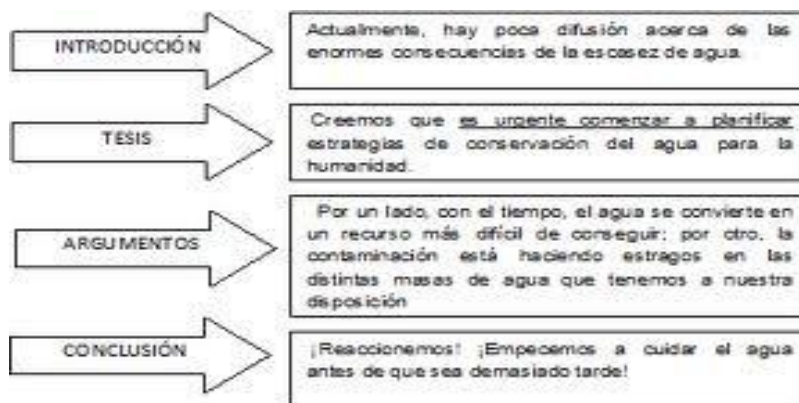 INTRODUCCIÓN
Actualmente, hay poca difusión acerca de las
enormes consecuencias de la escasez de agua.
TESIS
Creemos que es urgente comenzar a planificar
estrategias de conservación del agua para la
humanidad.
ARGUMENTOS
Por un lado, con el tiempo, el agua se convierte en
un recurso más difícil de conseguir; por otro, la
contaminación está haciendo estragos en las
distintas masas de agua que tenemos a nuestra
disposición
CONCLUSIÓN
¡Reaccionemos! ¡Empecemos a cuidar el agua
antes de que sea demasiado tarde!